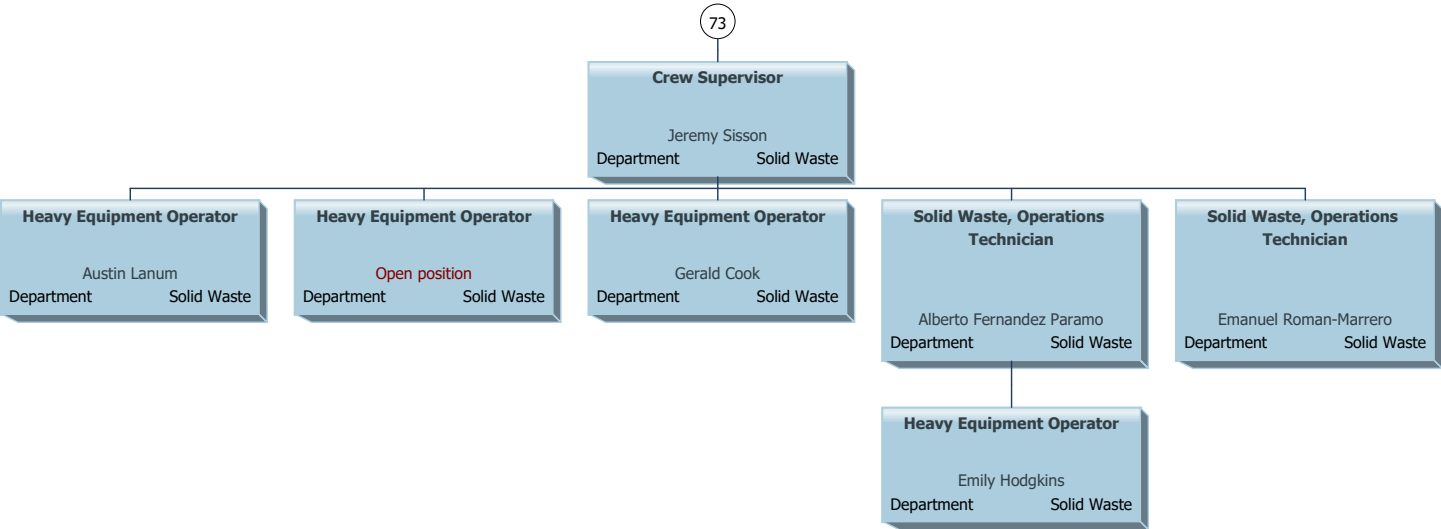 73
Crew Supervisor
Jeremy Sisson
Department Solid Waste
Heavy Equipment Operator
Austin Lanum
Department Solid Waste
Heavy Equipment Operator
Open position
Department Solid Waste
Heavy Equipment Operator
Gerald Cook
Department Solid Waste
Solid Waste, Operations
Technician
Alberto Fernandez Paramo
Department Solid Waste
Solid Waste, Operations
Technician
Emanuel Roman-Marrero
Department Solid Waste
Heavy Equipment Operator
Emily Hodgkins
Department Solid Waste